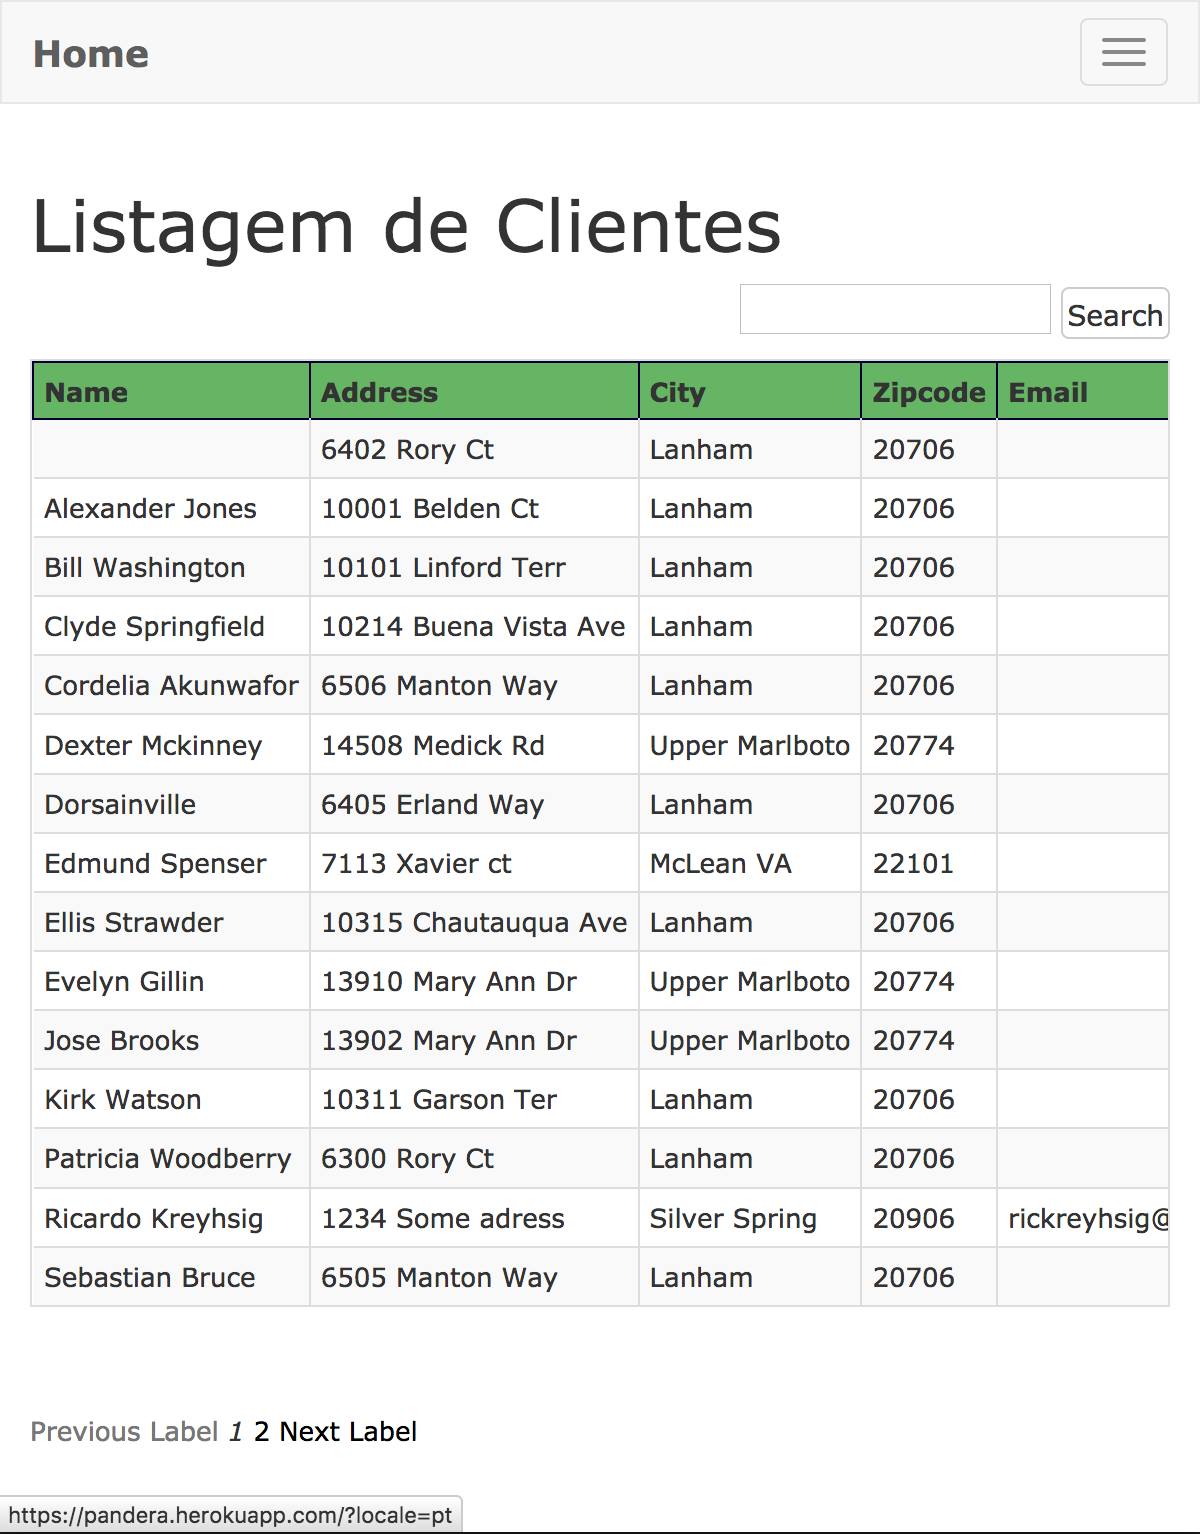 Home
Listagem de Clientes
Search
Name Address City Zipcode Email
6402 Rory Ct Lanham 20706
Alexander Jones 10001 Belden Ct Lanham 20706
Bill Washington 10101 Linford Terr Lanham 20706
Clyde Springfield 10214 Buena Vista Ave Lanham 20706
Cordelia Akunwafor 6506 Manton Way Lanham 20706
Dexter Mckinney 14508 Medick Rd Upper Marlboto 20774
Dorsainville 6405 Erland Way Lanham 20706
Edmund Spenser 7113 Xavier ct McLean VA 22101
Ellis Strawder 10315 Chautauqua Ave Lanham 20706
Evelyn Gillin 13910 Mary Ann Dr Upper Marlboto 20774
Jose Brooks 13902 Mary Ann Dr Upper Marlboto 20774
Kirk Watson 10311 Garson Ter Lanham 20706
Patricia Woodberry 6300 Rory Ct Lanham 20706
Ricardo Kreyhsig 1234 Some adress Silver Spring 20906 rickreyhsig@
Sebastian Bruce 6505 Manton Way Lanham 20706
Previous Label 1 2 Next Label
https://pandera.herokuapp.com/?locale=pt